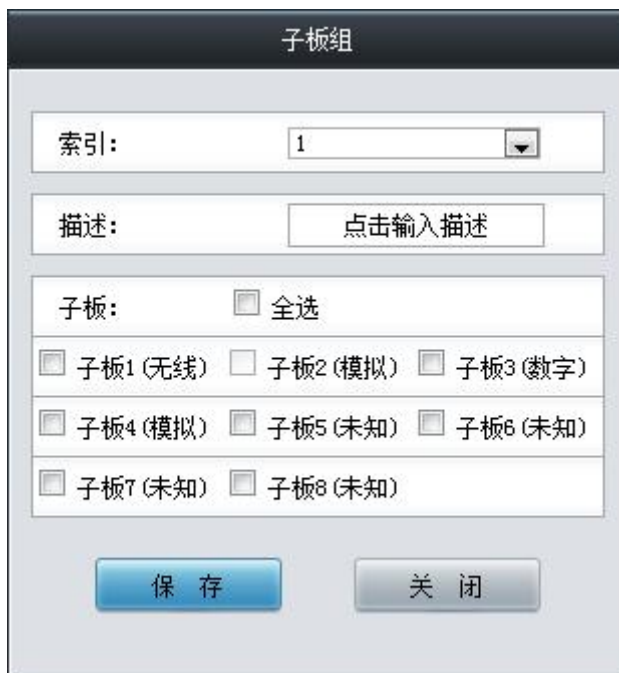 子板组
索引: 1
描述: 点击输入描述
子板: 全选
子板1(无线) 子板2(模拟) 子板3(数字)
子板4(模拟) 子板5(未知) 子板6(未知)
子板7(未知) 子板8(未知)
保 存 关 闭